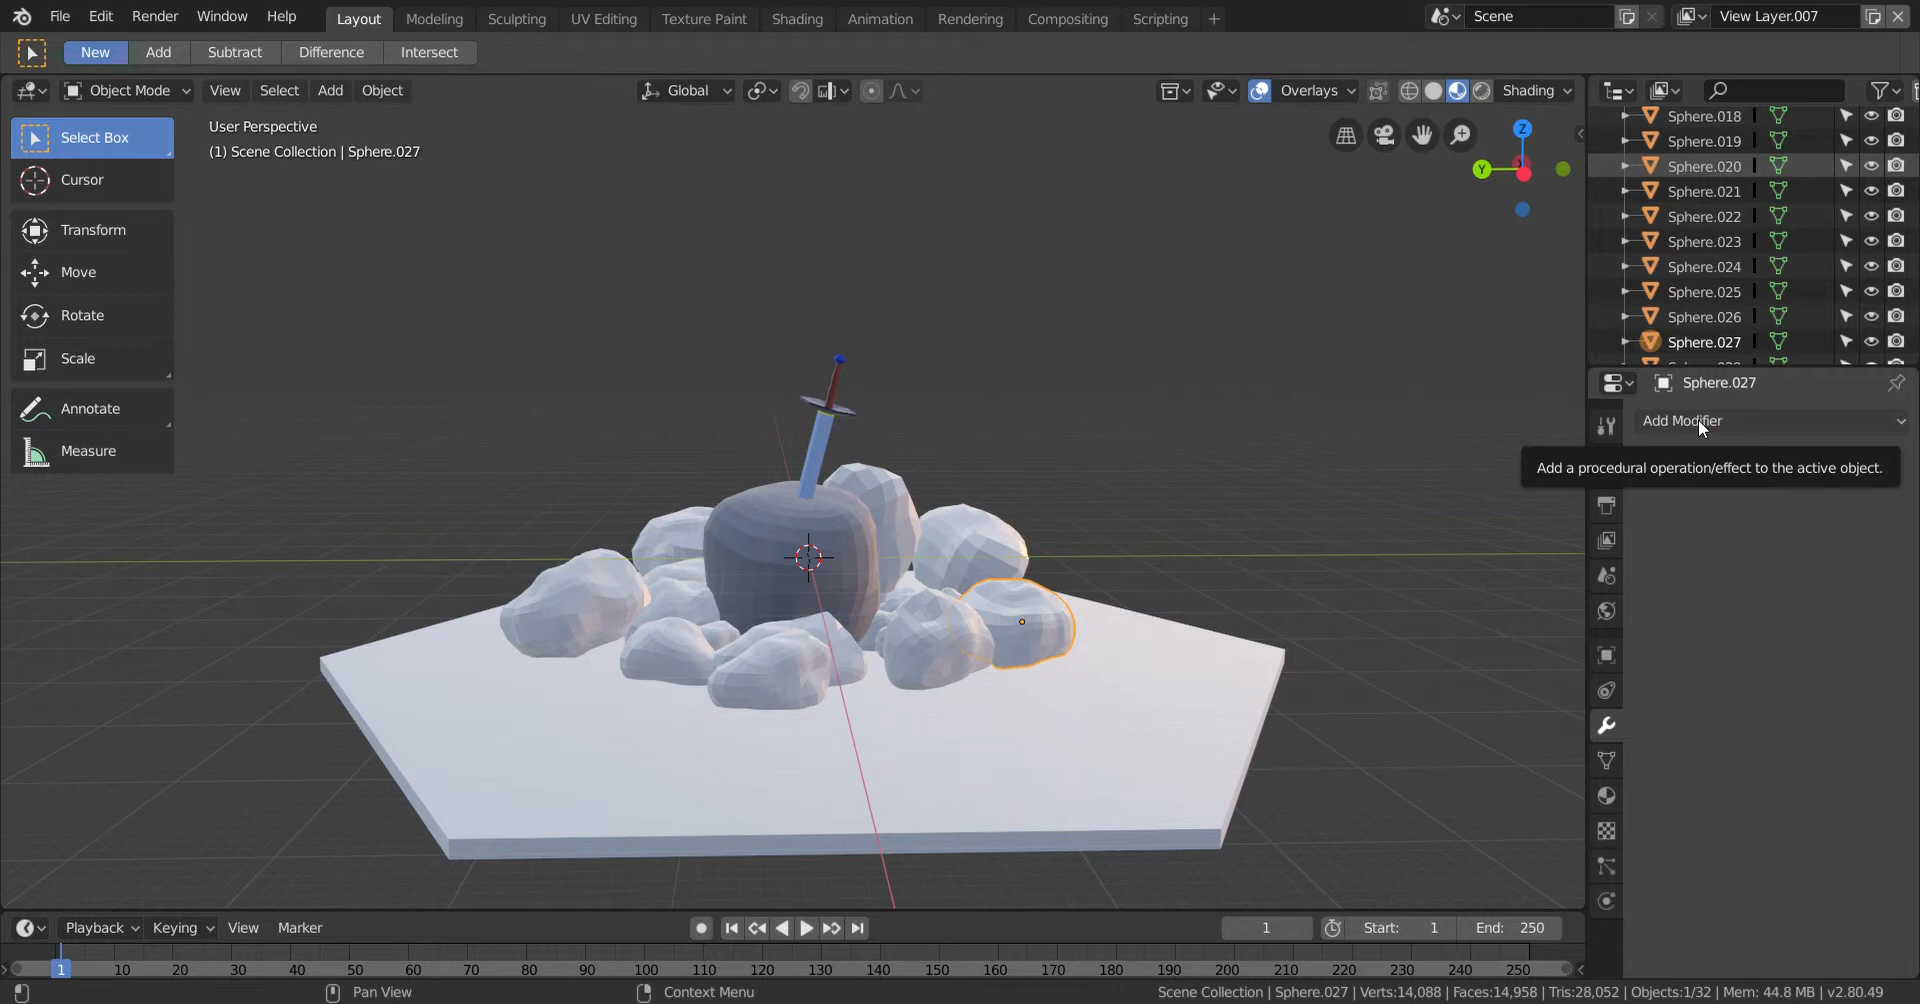 File Edit Render Window Help Layout Modeling Sculpting UV Editing Texture Paint Shading Animation Rendering Compositing Scripting + Scene View Layer.007
New Add Subtract Difference Intersect
Object Mode View Select Add Object Global Overlays Shading
Select Box
Cursor
Transform
Move
Rotate
Scale
Annotate
Measure
User Perspective
(1) Scene Collection | Sphere.027
Z
Y
Sphere.018
Sphere.019
Sphere.020
Sphere.021
Sphere.022
Sphere.023
Sphere.024
Sphere.025
Sphere.026
Sphere.027
Sphere.027
Add Modifier
Add a procedural operation/effect to the active object.
Playback Keying View Marker 1 Start: 1 End: 250
1 10 20 30 40 50 60 70 80 90 100 110 120 130 140 150 160 170 180 190 200 210 220 230 240 250
Pan View Context Menu Scene Collection | Sphere.027 | Verts:14,088 | Faces:14,958 | Tris:28,052 | Objects:1/32 | Mem: 44.8 MB | v2.80.49